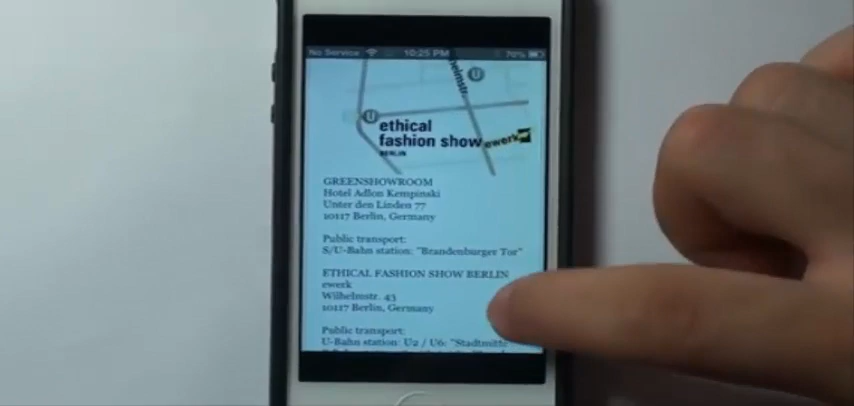 No Service 10:25 PM 70%
helmstr.
U
U
ethical
fashion show ewerk
BERLIN
GREENSHOWROOM
Hotel Adlon Kempinski
Unter den Linden 77
10117 Berlin, Germany
Public transport:
S/U-Bahn station: "Brandenburger Tor"
ETHICAL FASHION SHOW BERLIN
ewerk
Wilhelmstr. 43
10117 Berlin, Germany
Public transport:
U-Bahn station: U2 / U6: "Stadtmitte